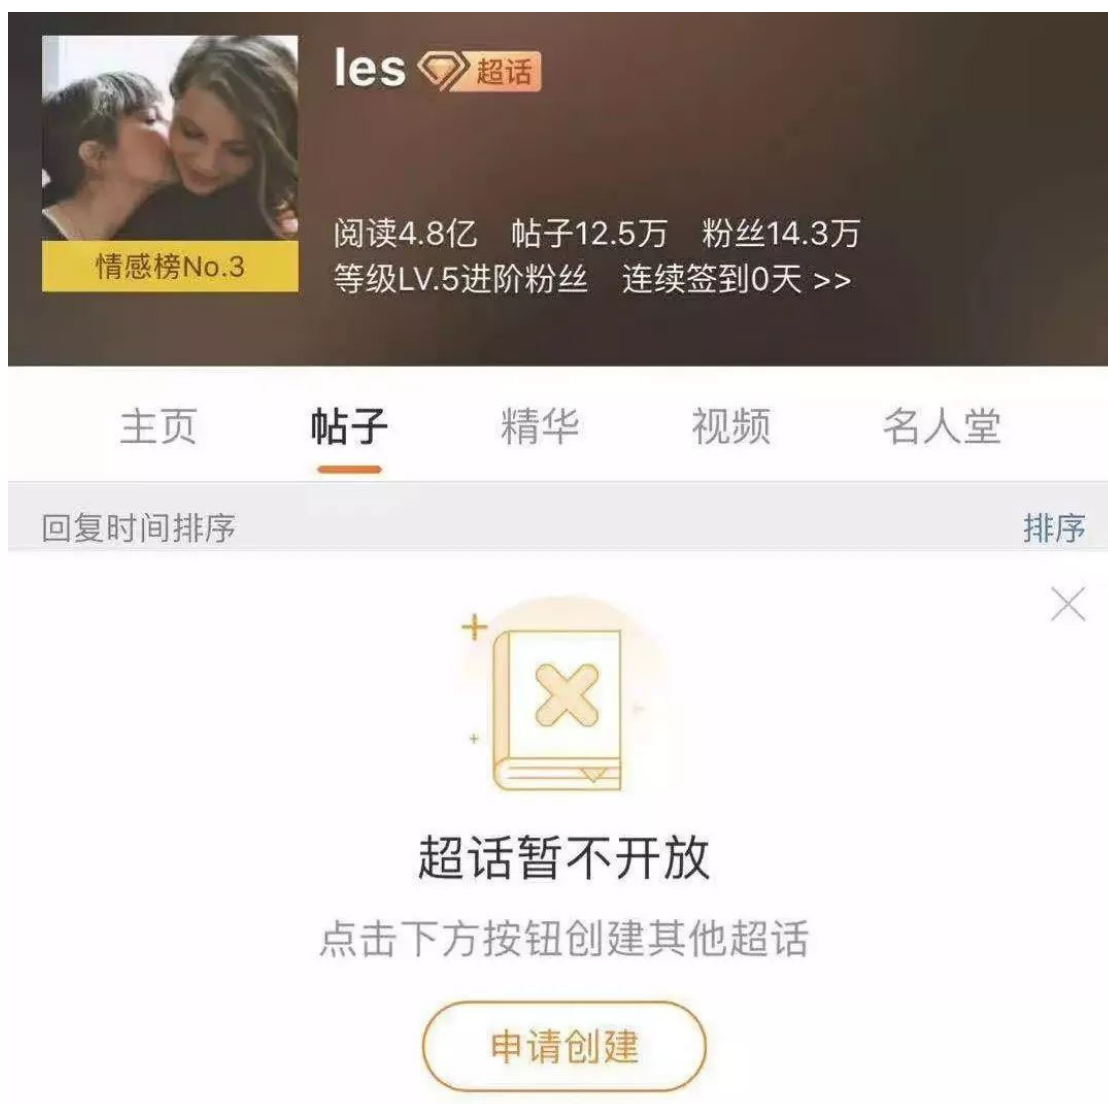 les 超话
阅读4.8亿 帖子12.5万 粉丝14.3万
情感榜No.3
等级LV.5进阶粉丝 连续签到0天 >>
主页 帖子 精华 视频 名人堂
回复时间排序 排序
超话暂不开放
点击下方按钮创建其他超话
申请创建